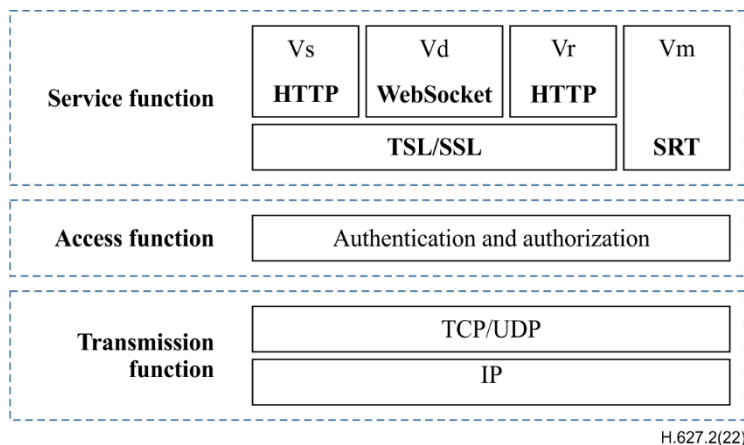 Service function
Vs
HTTP
Vd
WebSocket
Vr
HTTP
Vm
SRT
TSL/SSL
Access function
Authentication and authorization
Transmission
function
TCP/UDP
IP
H.627.2(22)